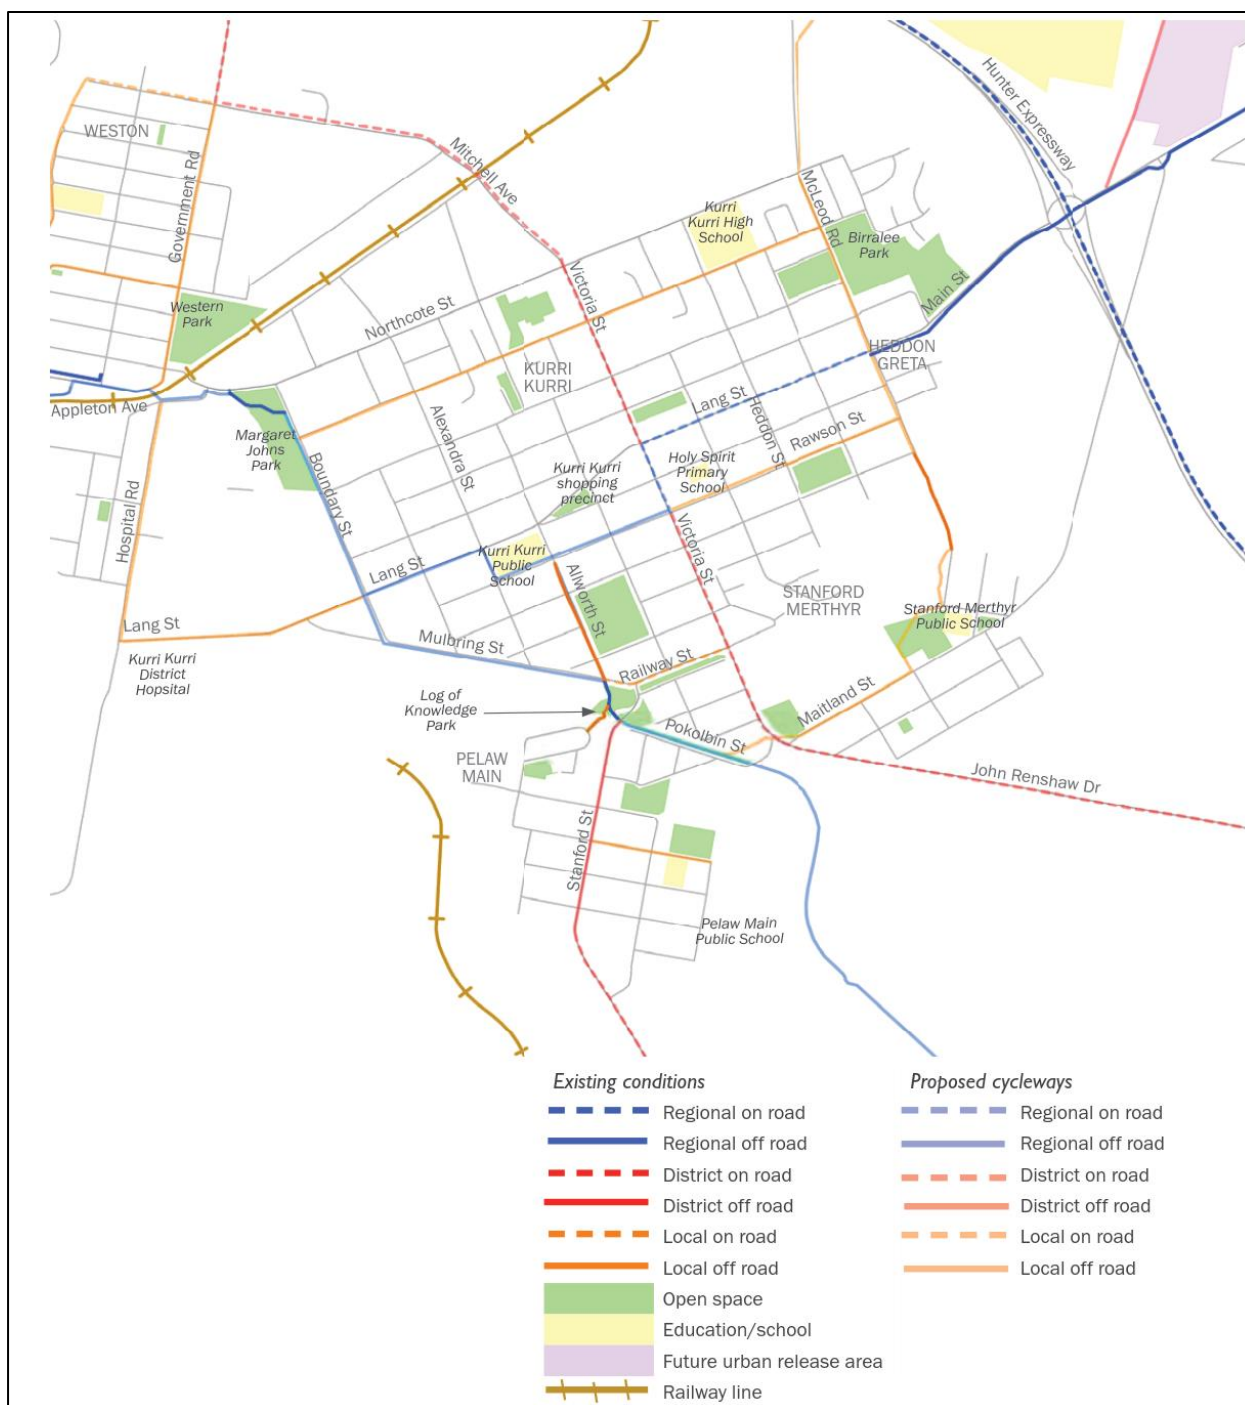 WESTON
Government Rd
Mitchell Ave
Hunter Expressway
Kurri
Kurri High
School
McLeod Rd
Birralee
Park
Western
Park
Northcote St
Victoria St
Main St
HEDDON
GRETA
KURRI
KURRI
Appleton Ave
Margaret
Johns
Park
Boundary St
Alexandra St
Lang St
Heddon St
Rawson St
Kurri Kurri
shopping
precinct
Holy Spirit
Primary
School
Hospital Rd
Lang St
Kurri Kurri
Public
School
Allworth St
Victoria St
STANFORD
MERTHYR
Stanford Merthyr
Public School
Lang St
Mulbring St
Kurri Kurri
District
Hopsital
Railway St
Log of
Knowledge
Park
Maitland St
Pokolbin St
PELAW
MAIN
John Renshaw Dr
Stanford St
Pelaw Main
Public School
Existing conditions
Regional on road
Regional off road
District on road
District off road
Local on road
Local off road
Open space
Education/school
Future urban release area
Railway line
Proposed cycleways
Regional on road
Regional off road
District on road
District off road
Local on road
Local off road